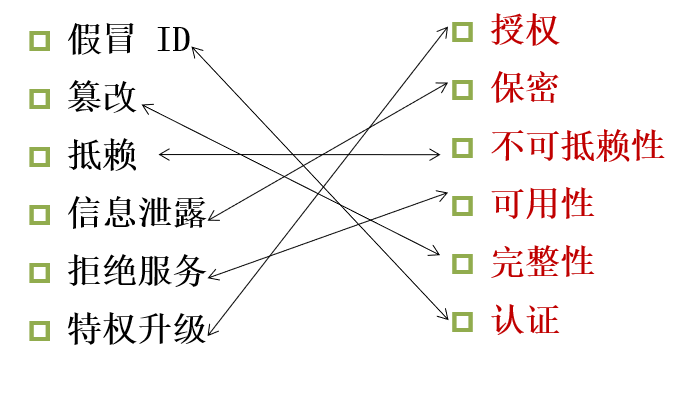 假冒 ID
篡改
抵赖
信息泄露
拒绝服务
特权升级
授权
保密
不可抵赖性
可用性
完整性
认证